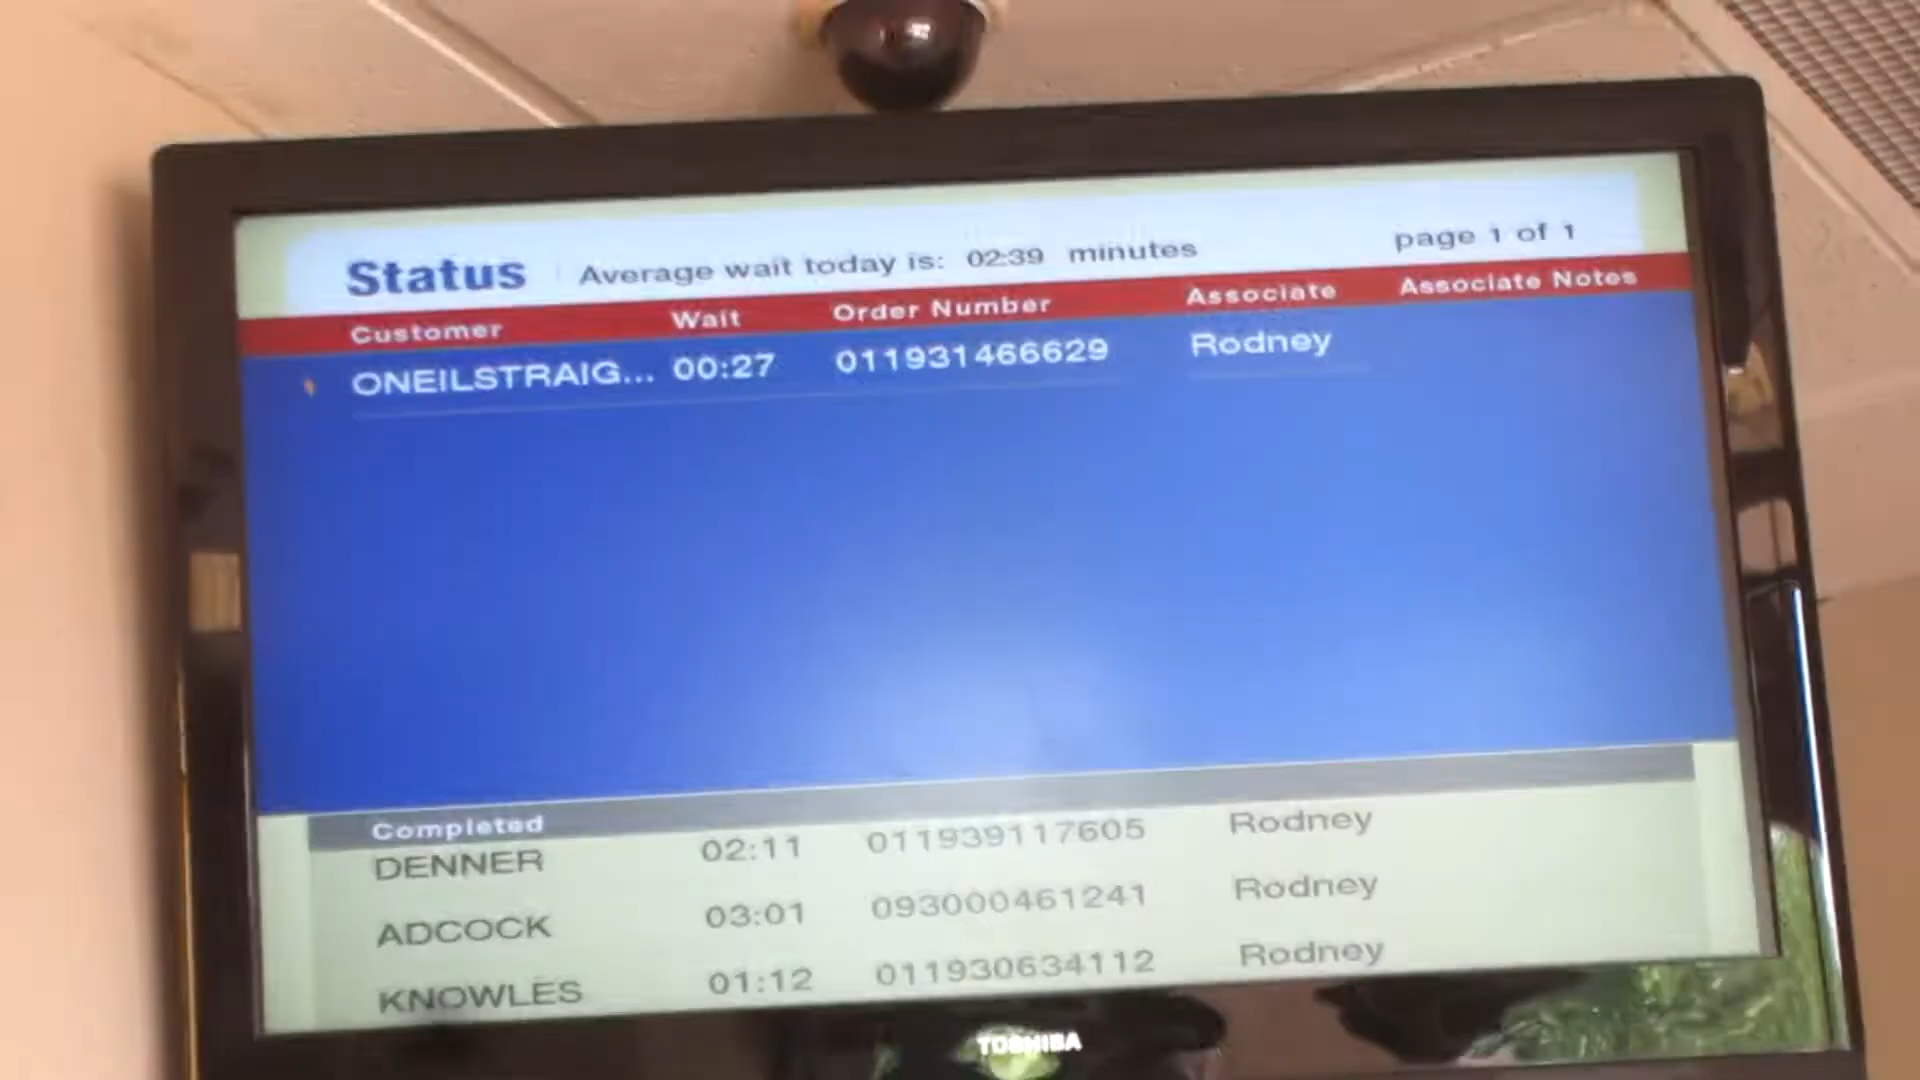 Status Average wait today is: 02:39 minutes page 1 of 1
Customer Wait Order Number Associate Associate Notes
ONEILSTRAIG... 00:27 011931466629 Rodney
Completed
DENNER 02:11 011939117605 Rodney
ADCOCK 03:01 093000461241 Rodney
KNOWLES 01:12 011930634112 Rodney
TOSHIBA